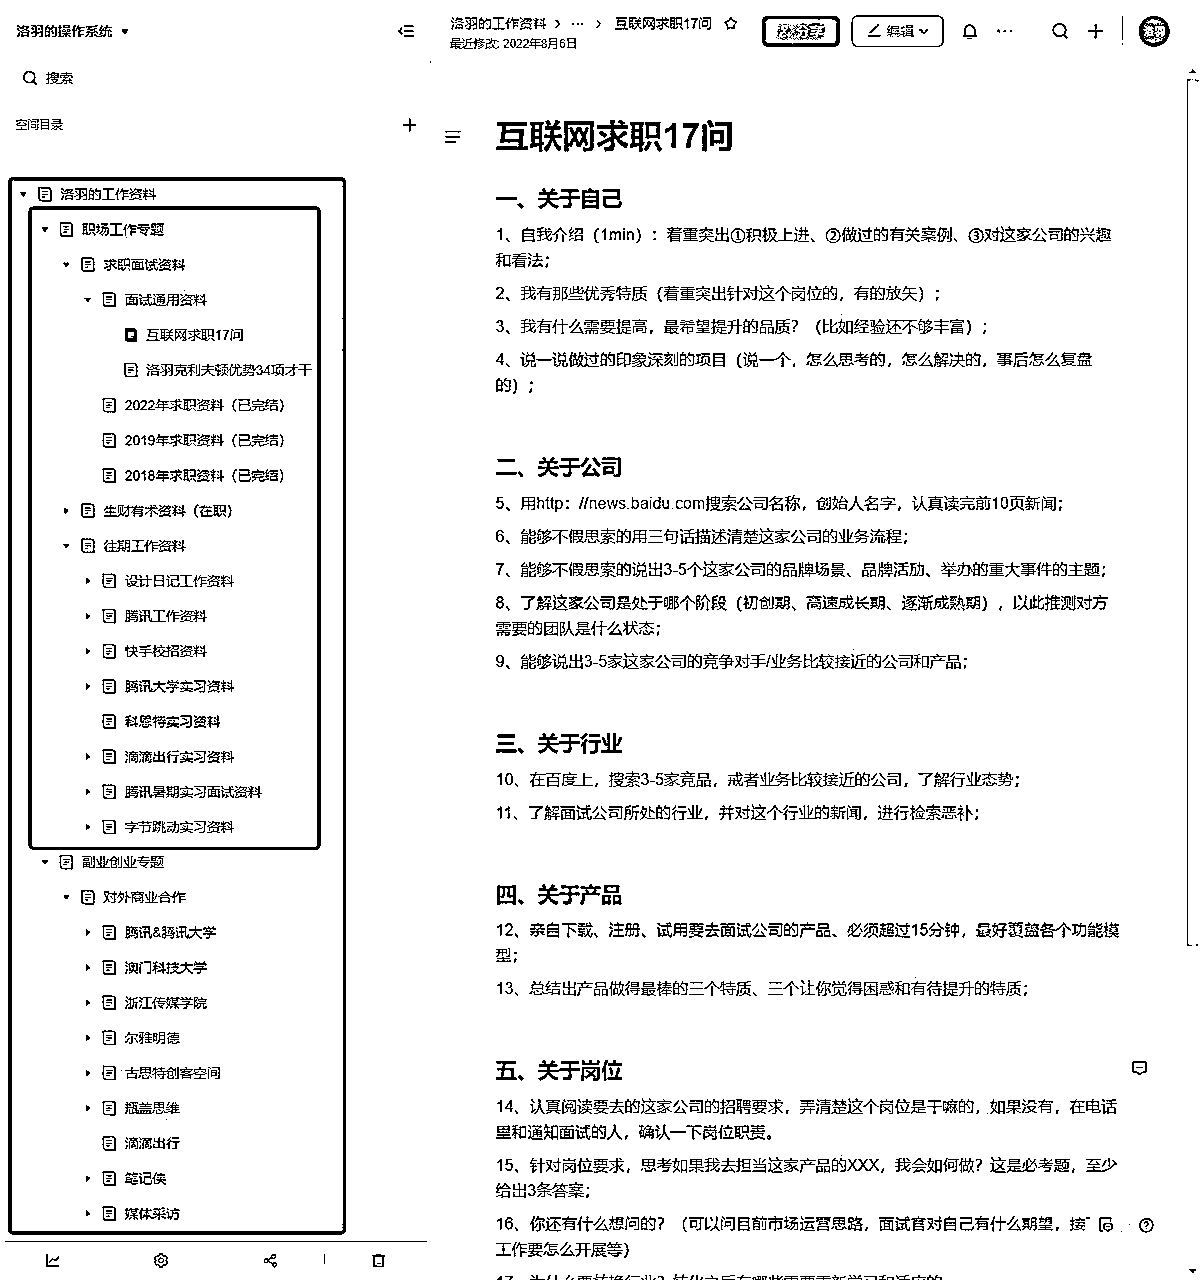 洛羽的操作系统
搜索
空间目录
洛羽的工作资料
职场工作专题
求职面试资料
面试通用资料
互联网求职17问
洛羽克利夫顿优势34项才干
2022年求职资料（已完结）
2019年求职资料（已完结）
2018年求职资料（已完结）
生财有术资料（在职）
往期工作资料
设计日记工作资料
腾讯工作资料
快手校招资料
腾讯大学实习资料
科恩特实习资料
滴滴出行实习资料
腾讯暑期实习面试资料
字节跳动实习资料
副业创业专题
对外商业合作
腾讯&腾讯大学
澳门科技大学
浙江传媒学院
尔雅明德
古思特创客空间
瓶盖思维
滴滴出行
笔记侠
媒体采访
洛羽的工作资料 > ··· > 互联网求职17问
最近修改: 2022年8月6日
编辑
互联网求职17问
一、关于自己
1、自我介绍（1min）：着重突出①积极上进、②做过的有关案例、③对这家公司的兴趣
和看法；
2、我有那些优秀特质（着重突出针对这个岗位的，有的放矢）；
3、我有什么需要提高，最希望提升的品质？（比如经验还不够丰富）；
4、说一说做过的印象深刻的项目（说一个，怎么思考的，怎么解决的，事后怎么复盘
的）；
二、关于公司
5、用http：//news.baidu.com搜索公司名称，创始人名字，认真读完前10页新闻；
6、能够不假思索的用三句话描述清楚这家公司的业务流程；
7、能够不假思索的说出3-5个这家公司的品牌场景、品牌活动、举办的重大事件的主题；
8、了解这家公司是处于哪个阶段（初创期、高速成长期、逐渐成熟期），以此推测对方
需要的团队是什么状态；
9、能够说出3-5家这家公司的竞争对手/业务比较接近的公司和产品；
三、关于行业
10、在百度上，搜索3-5家竞品，或者业务比较接近的公司，了解行业态势；
11、了解面试公司所处的行业，并对这个行业的新闻，进行检索恶补；
四、关于产品
12、亲自下载、注册、试用要去面试公司的产品、必须超过15分钟，最好覆盖各个功能模
型；
13、总结出产品做得最棒的三个特质、三个让你觉得困惑和有待提升的特质；
五、关于岗位
14、认真阅读要去的这家公司的招聘要求，弄清楚这个岗位是干嘛的，如果没有，在电话
里和通知面试的人，确认一下岗位职责。
15、针对岗位要求，思考如果我去担当这家产品的XXX，我会如何做？这是必考题，至少
给出3条答案；
16、你还有什么想问的？（可以问目前市场运营思路，面试官对自己有什么期望，接
工作要怎么开展等）